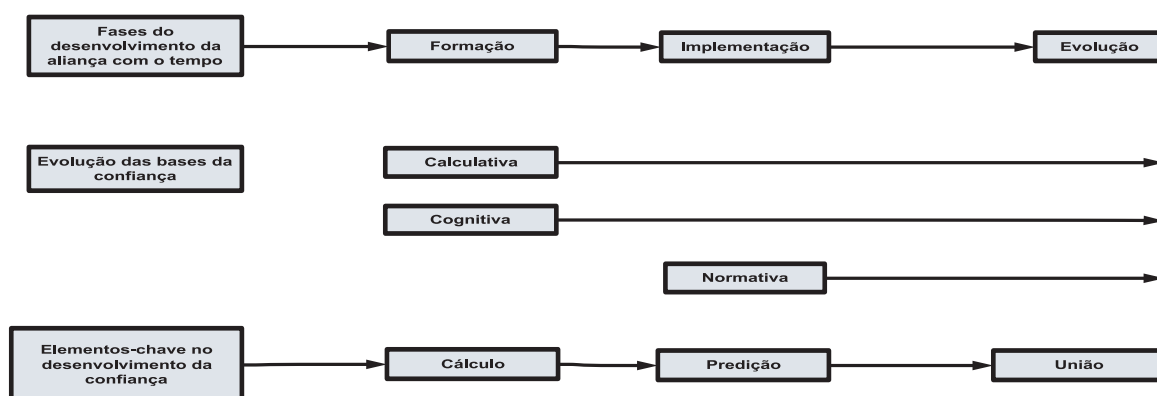 Fases do
desenvolvimento da
aliança com o tempo
Formação
Implementação
Evolução
Evolução das bases da
confiança
Calculativa
Cognitiva
Normativa
Elementos-chave no
desenvolvimento da
confiança
Cálculo
Predição
União